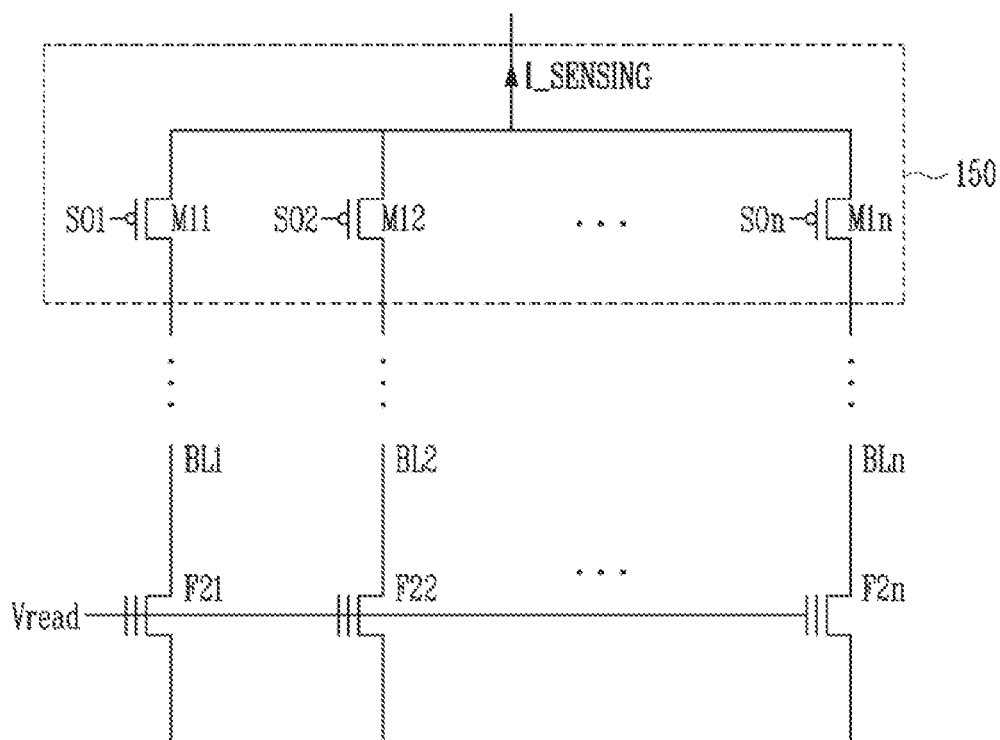 I_SENSING
150
SO1 M11 SO2 M12 ... SOn M1n
BL1 BL2 BLn
F21 F22 ... F2n
Vread